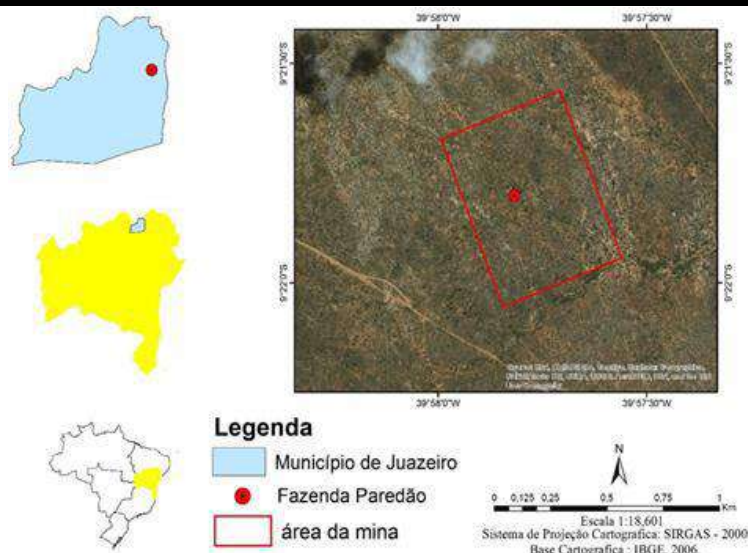 39°58'0"W
39°57'30"W
9°21'30"S
9°21'30"S
9°22'0"S
9°22'0"S
39°58'0"W
39°57'30"W
Legenda
Município de Juazeiro
Fazenda Paredão
área da mina
N
0 0,125 0,25 0,5 0,75 1
Km
Escala 1:18,601
Sistema de Projeção Cartografica: SIRGAS - 2000
Base Cartografica : IBGE, 2006